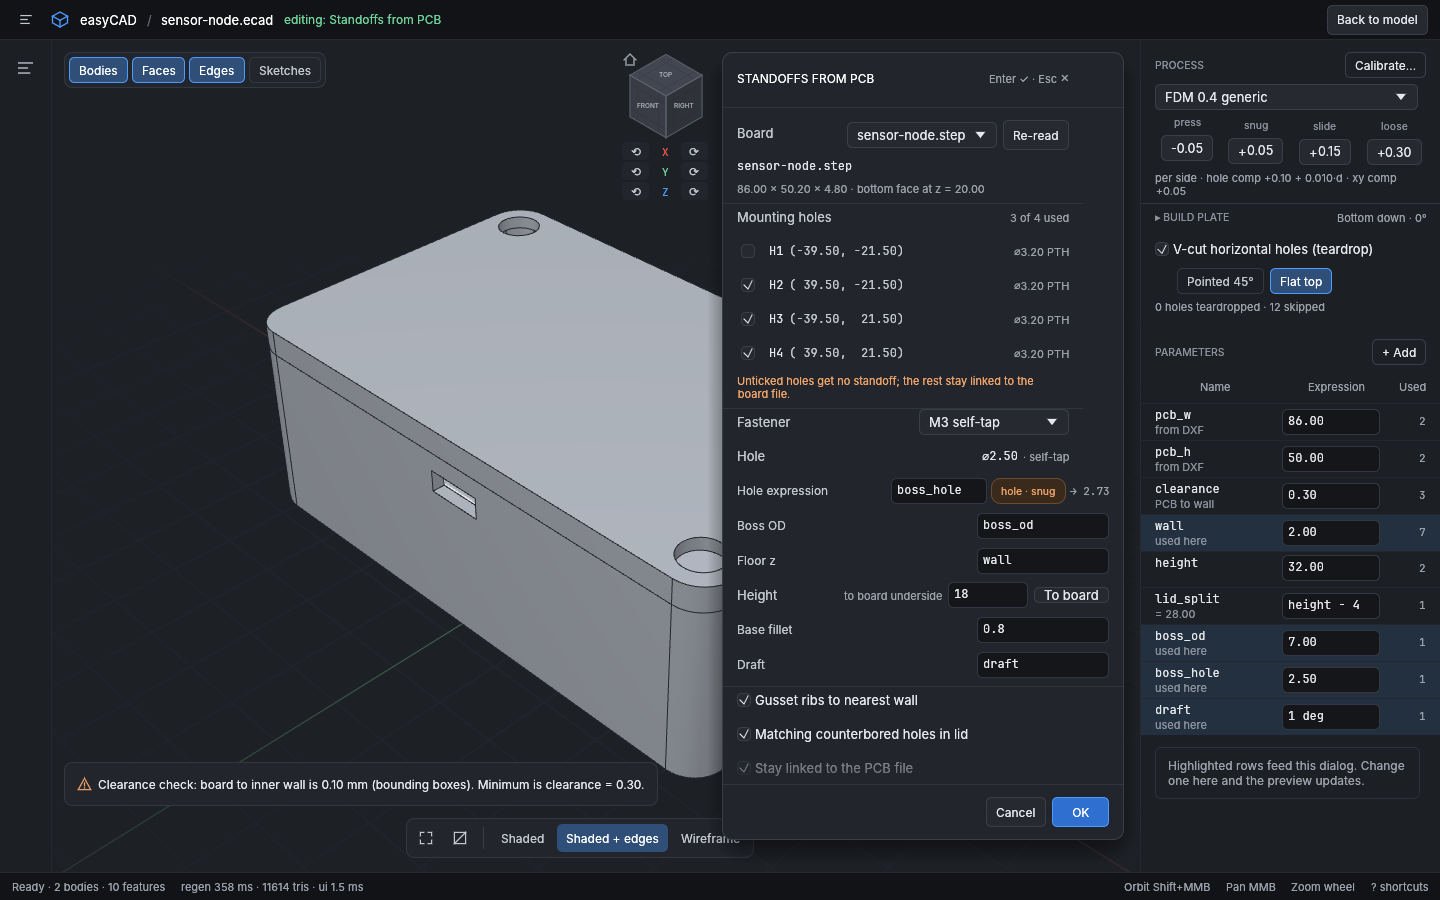 easyCAD / sensor-node.ecad editing: Standoffs from PCB
Back to model
Bodies Faces Edges Sketches
TOP
FRONT RIGHT
X
Y
Z
STANDOFFS FROM PCB Enter ✓ · Esc ✕
Board sensor-node.step Re-read
sensor-node.step
86.00 × 50.20 × 4.80 · bottom face at z = 20.00
Mounting holes 3 of 4 used
H1 (-39.50, -21.50) ⌀3.20 PTH
H2 ( 39.50, -21.50) ⌀3.20 PTH
H3 (-39.50,  21.50) ⌀3.20 PTH
H4 ( 39.50,  21.50) ⌀3.20 PTH
Unticked holes get no standoff; the rest stay linked to the
board file.
Fastener M3 self-tap
Hole ⌀2.50 · self-tap
Hole expression boss_hole hole · snug → 2.73
Boss OD boss_od
Floor z wall
Height to board underside 18 To board
Base fillet 0.8
Draft draft
Gusset ribs to nearest wall
Matching counterbored holes in lid
Stay linked to the PCB file
Cancel OK
PROCESS Calibrate...
FDM 0.4 generic
press snug slide loose
-0.05 +0.05 +0.15 +0.30
per side · hole comp +0.10 + 0.010·d · xy comp
+0.05
▸ BUILD PLATE Bottom down · 0°
V-cut horizontal holes (teardrop)
Pointed 45° Flat top
0 holes teardropped · 12 skipped
PARAMETERS + Add
Name Expression Used
pcb_w 86.00 2
from DXF
pcb_h 50.00 2
from DXF
clearance 0.30 3
PCB to wall
wall 2.00 7
used here
height 32.00 2
lid_split height - 4 1
= 28.00
boss_od 7.00 1
used here
boss_hole 2.50 1
used here
draft 1 deg 1
used here
Highlighted rows feed this dialog. Change
one here and the preview updates.
Clearance check: board to inner wall is 0.10 mm (bounding boxes). Minimum is clearance = 0.30.
Shaded Shaded + edges Wireframe
Ready · 2 bodies · 10 features regen 358 ms · 11614 tris · ui 1.5 ms
Orbit Shift+MMB Pan MMB Zoom wheel ? shortcuts